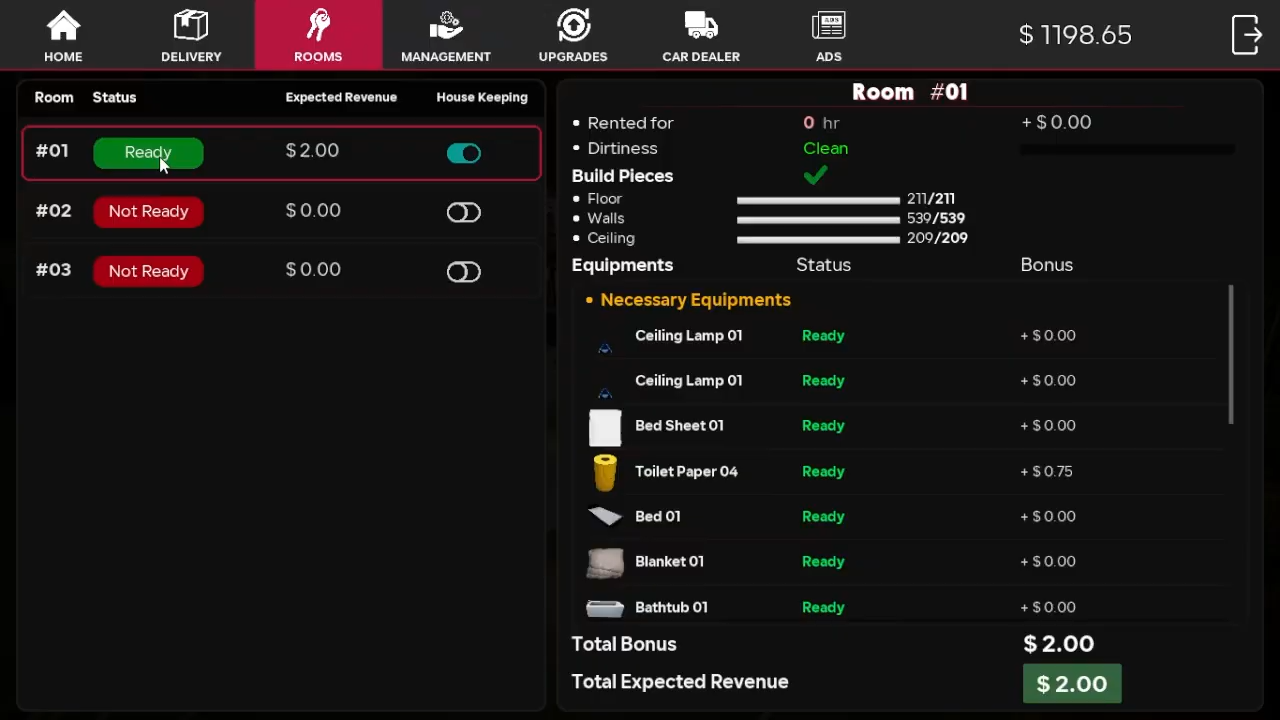 HOME
DELIVERY
ROOMS
MANAGEMENT
UPGRADES
CAR DEALER
ADS
ADS
$ 1198.65
Room Status Expected Revenue House Keeping
#01 Ready $ 2.00
#02 Not Ready $ 0.00
#03 Not Ready $ 0.00
Room #01
• Rented for 0 hr + $ 0.00
• Dirtiness Clean
Build Pieces
• Floor 211/211
• Walls 539/539
• Ceiling 209/209
Equipments Status Bonus
• Necessary Equipments
Ceiling Lamp 01 Ready + $ 0.00
Ceiling Lamp 01 Ready + $ 0.00
Bed Sheet 01 Ready + $ 0.00
Toilet Paper 04 Ready + $ 0.75
Bed 01 Ready + $ 0.00
Blanket 01 Ready + $ 0.00
Bathtub 01 Ready + $ 0.00
Total Bonus $ 2.00
Total Expected Revenue $ 2.00